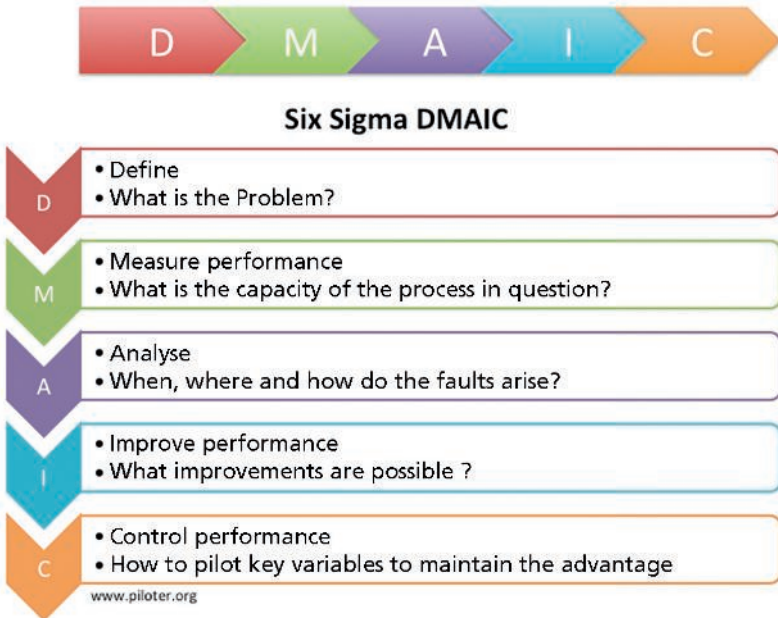 D M A I C
Six Sigma DMAIC
D
• Define
• What is the Problem?
M
• Measure performance
• What is the capacity of the process in question?
A
• Analyse
• When, where and how do the faults arise?
I
• Improve performance
• What improvements are possible ?
C
• Control performance
• How to pilot key variables to maintain the advantage
www.piloter.org